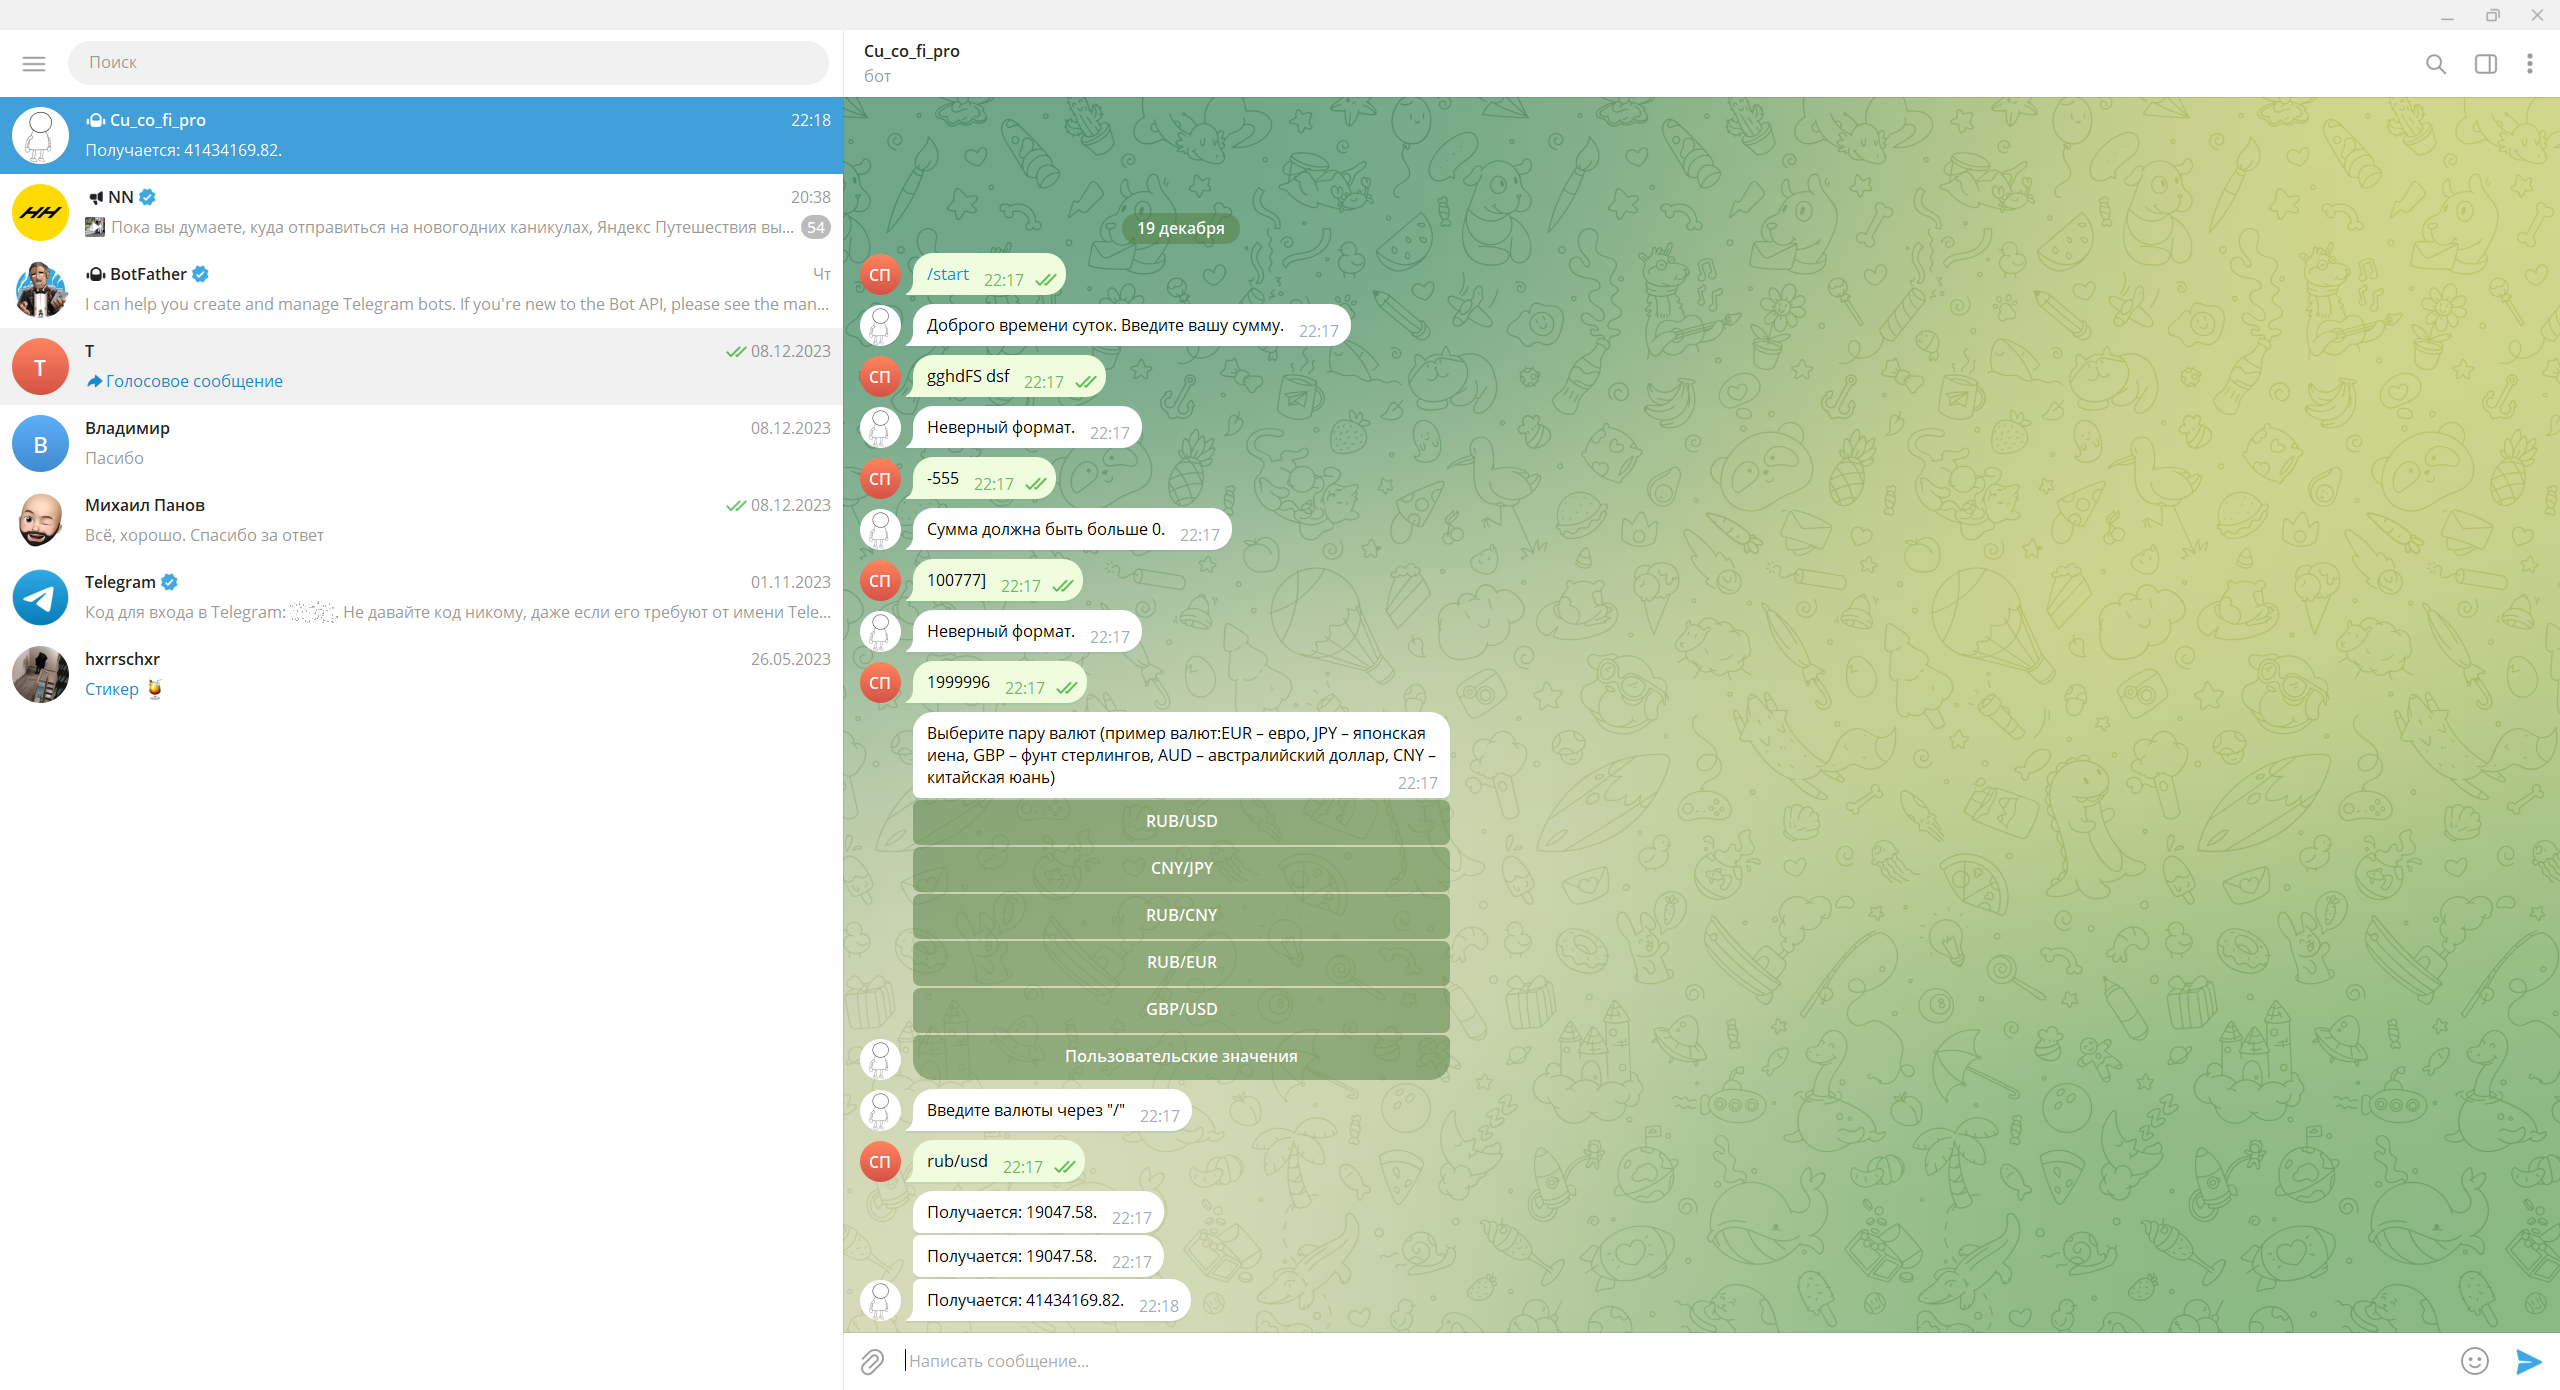 Поиск
Cu_co_fi_pro
22:18
Получается: 41434169.82.
HH
NN
20:38
Пока вы думаете, куда отправиться на новогодних каникулах, Яндекс Путешествия вы...
54
BotFather
Чт
I can help you create and manage Telegram bots. If you're new to the Bot API, please see the man...
T
T
08.12.2023
Голосовое сообщение
В
Владимир
08.12.2023
Пасибо
Михаил Панов
08.12.2023
Всё, хорошо. Спасибо за ответ
Telegram
01.11.2023
Код для входа в Telegram: . Не давайте код никому, даже если его требуют от имени Tele...
hxrrschxr
26.05.2023
Стикер
Cu_co_fi_pro
бот
19 декабря
СП
/start 22:17
Доброго времени суток. Введите вашу сумму. 22:17
СП
gghdFS dsf 22:17
Неверный формат. 22:17
СП
-555 22:17
Сумма должна быть больше 0. 22:17
СП
100777] 22:17
Неверный формат. 22:17
СП
1999996 22:17
Выберите пару валют (пример валют:EUR – евро, JPY – японская
иена, GBP – фунт стерлингов, AUD – австралийский доллар, CNY –
китайская юань) 22:17
RUB/USD
CNY/JPY
RUB/CNY
RUB/EUR
GBP/USD
Пользовательские значения
Введите валюты через "/" 22:17
СП
rub/usd 22:17
Получается: 19047.58. 22:17
Получается: 19047.58. 22:17
Получается: 41434169.82. 22:18
Написать сообщение...